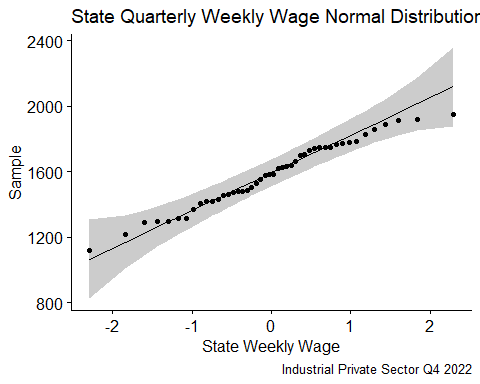 State Quarterly Weekly Wage Normal Distribution
2400
2000
1600
1200
800
Sample
-2
-1
0
1
2
State Weekly Wage
Industrial Private Sector Q4 2022